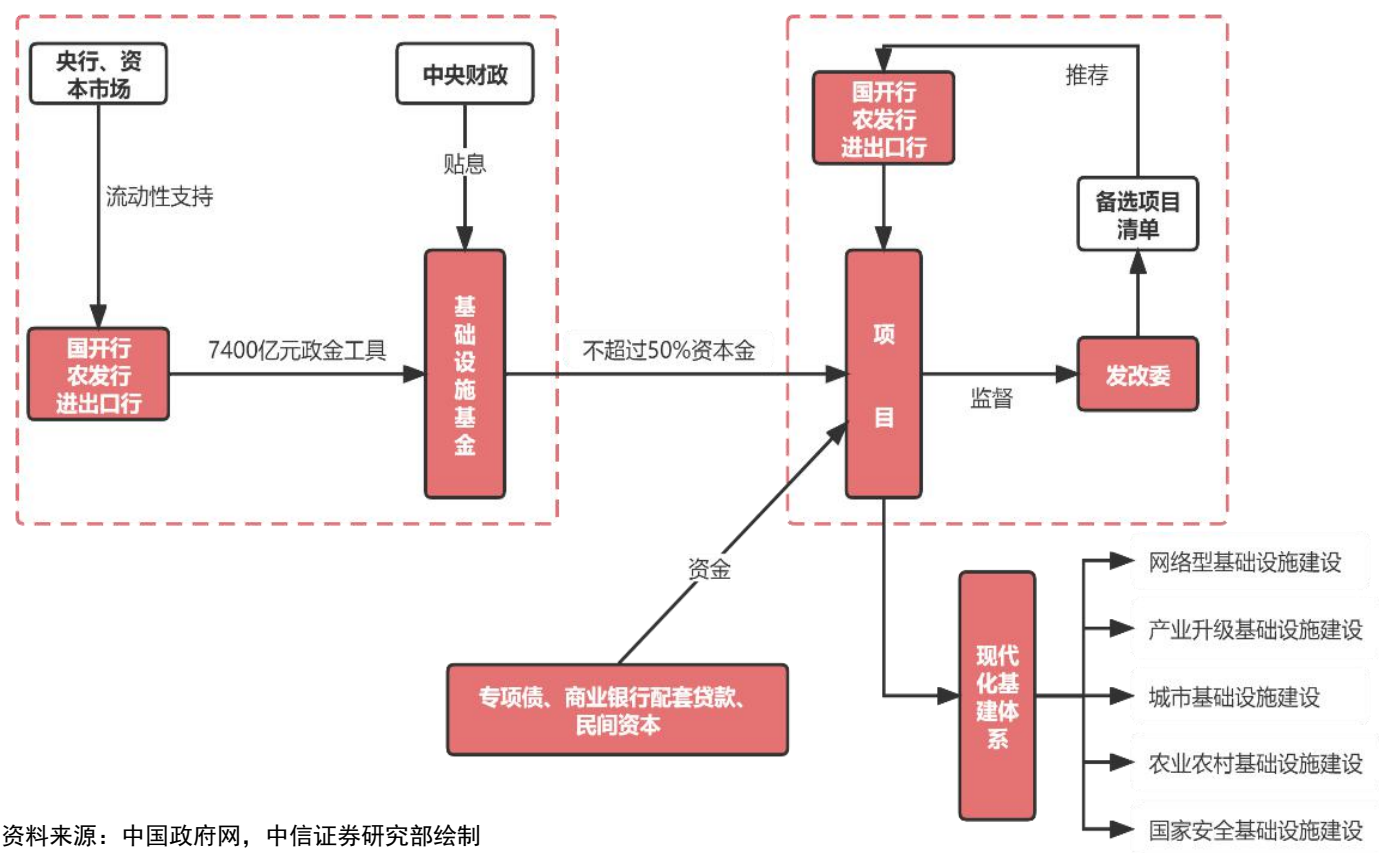 央行、资
本市场
中央财政
国开行
农发行
进出口行
推荐
贴息
流动性支持
备选项目
清单
基
础
设
施
基
金
项
目
国开行
农发行
进出口行
7400亿元政金工具
不超过50%资本金
监督
发改委
资金
专项债、商业银行配套贷款、
民间资本
现代
化基
建体
系
网络型基础设施建设
产业升级基础设施建设
城市基础设施建设
农业农村基础设施建设
国家安全基础设施建设
资料来源：中国政府网，中信证券研究部绘制